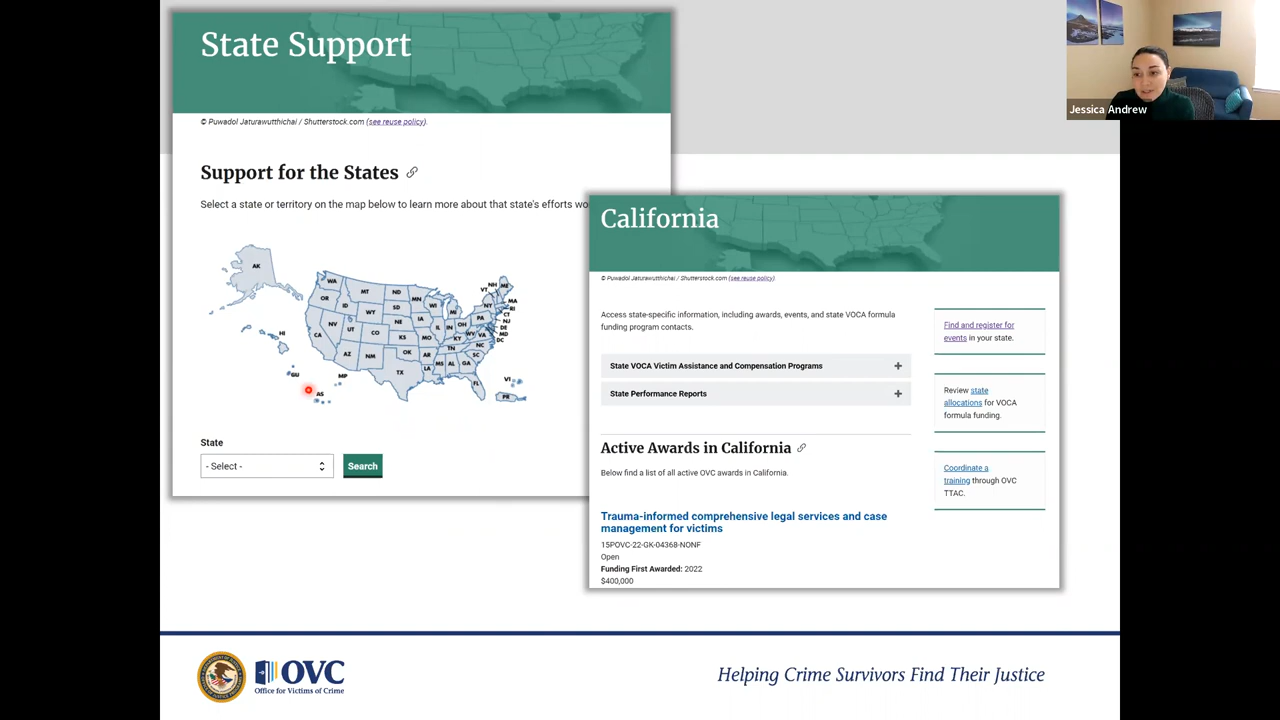 State Support
© Puwadol Jaturawutthichai / Shutterstock.com (see reuse policy).
Support for the States
Select a state or territory on the map below to learn more about that state's efforts wo
AK
HI
GU
AS
MP
WA
OR
CA
NV
ID
MT
WY
UT
AZ
CO
NM
ND
SD
NE
KS
OK
TX
MN
IA
MO
AR
LA
WI
IL
MI
IN
OH
KY
TN
MS
AL
GA
FL
SC
NC
VA
WV
PA
NY
VT
NH
ME
MA
RI
CT
NJ
DE
MD
DC
VI
PR
State
- Select -
Search
California
© Puwadol Jaturawutthichai / Shutterstock.com (see reuse policy)
Access state-specific information, including awards, events, and state VOCA formula
funding program contacts.
State VOCA Victim Assistance and Compensation Programs
State Performance Reports
Active Awards in California
Below find a list of all active OVC awards in California.
Trauma-informed comprehensive legal services and case
management for victims
15POVC-22-GK-04368-NONF
Open
Funding First Awarded: 2022
$400,000
Find and register for
events in your state.
Review state
allocations for VOCA
formula funding.
Coordinate a
training through OVC
TTAC.
Jessica Andrew
OVC
Office for Victims of Crime
Helping Crime Survivors Find Their Justice